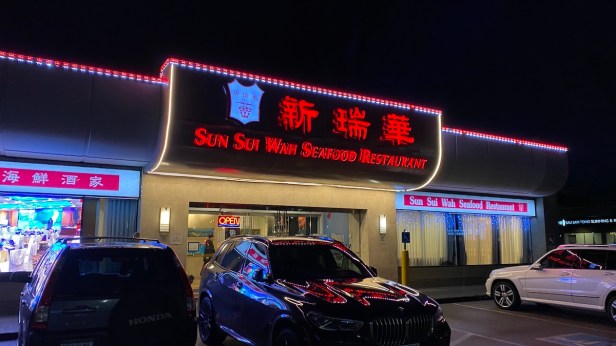 新瑞華
Sun Sui Wah Seafood Restaurant
海鮮酒家
Sun Sui Wah Seafood Restaurant
OPEN
HONDA